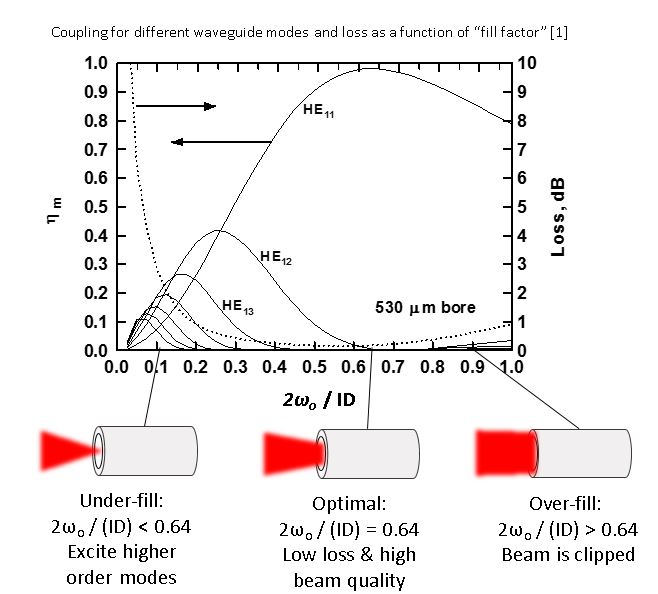 Coupling for different waveguide modes and loss as a function of “fill factor” [1]
1.0 10
0.9 9
0.8 8
0.7 7
0.6 6
0.5 5
0.4 4
0.3 3
0.2 2
0.1 1
0.0 0
η m
Loss, dB
HE11
HE12
HE13
530 μm bore
0.0 0.1 0.2 0.3 0.4 0.5 0.6 0.7 0.8 0.9 1.0
2ωo / ID
Under-fill:
2ωo / (ID) < 0.64
Excite higher
order modes
Optimal:
2ωo / (ID) = 0.64
Low loss & high
beam quality
Over-fill:
2ωo / (ID) > 0.64
Beam is clipped